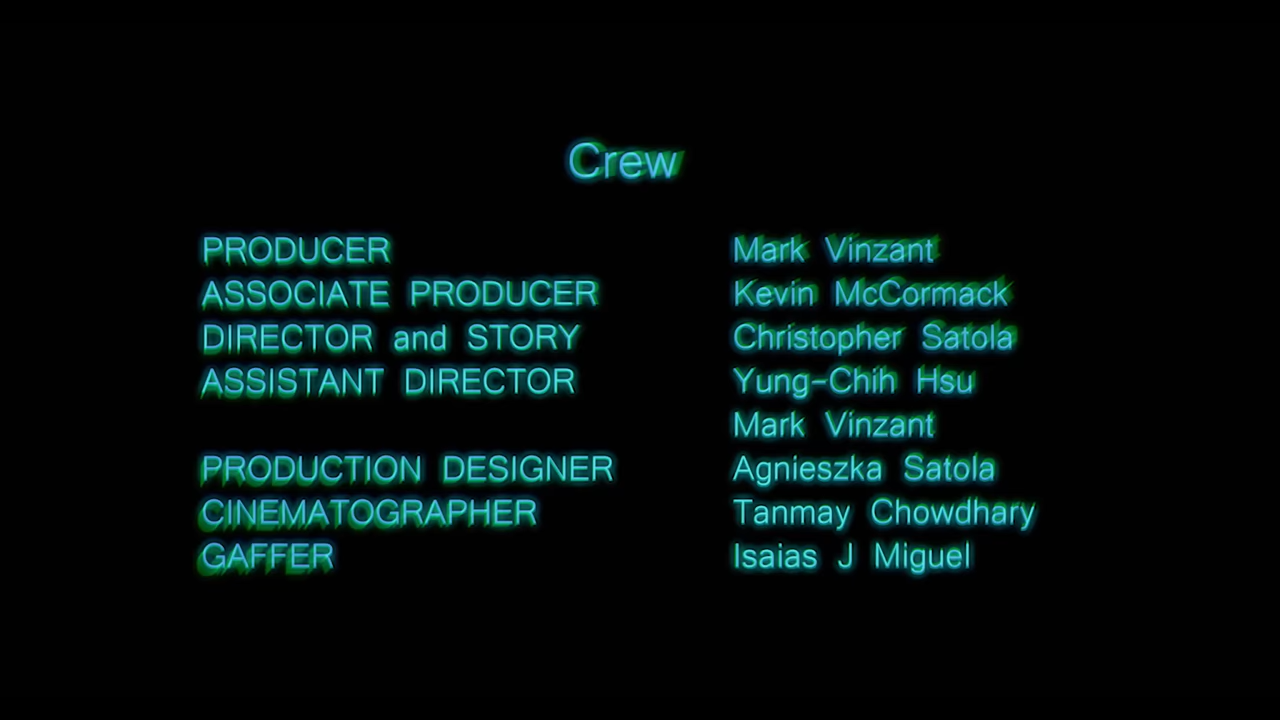 Crew
PRODUCER Mark Vinzant
ASSOCIATE PRODUCER Kevin McCormack
DIRECTOR and STORY Christopher Satola
ASSISTANT DIRECTOR Yung-Chih Hsu
Mark Vinzant
PRODUCTION DESIGNER Agnieszka Satola
CINEMATOGRAPHER Tanmay Chowdhary
GAFFER Isaias J Miguel